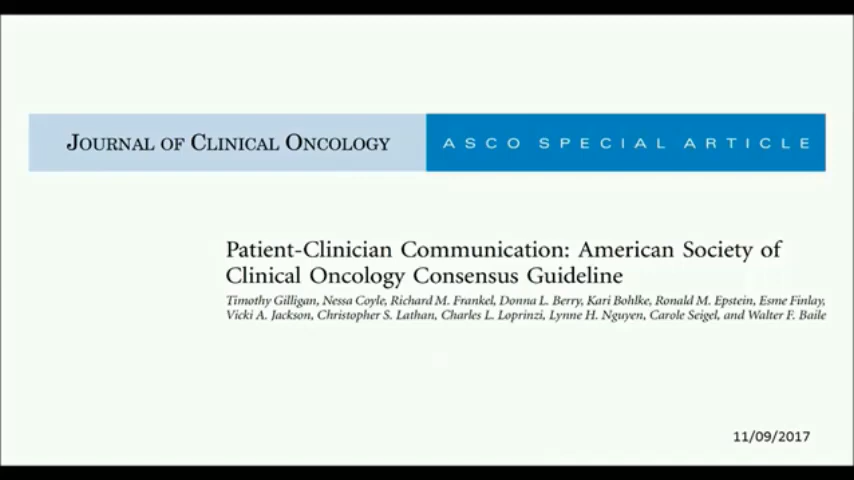 JOURNAL OF CLINICAL ONCOLOGY
ASCO SPECIAL ARTICLE
Patient-Clinician Communication: American Society of
Clinical Oncology Consensus Guideline
Timothy Gilligan, Nessa Coyle, Richard M. Frankel, Donna L. Berry, Kari Bohlke, Ronald M. Epstein, Esme Finlay,
Vicki A. Jackson, Christopher S. Lathan, Charles L. Loprinzi, Lynne H. Nguyen, Carole Seigel, and Walter F. Baile
11/09/2017